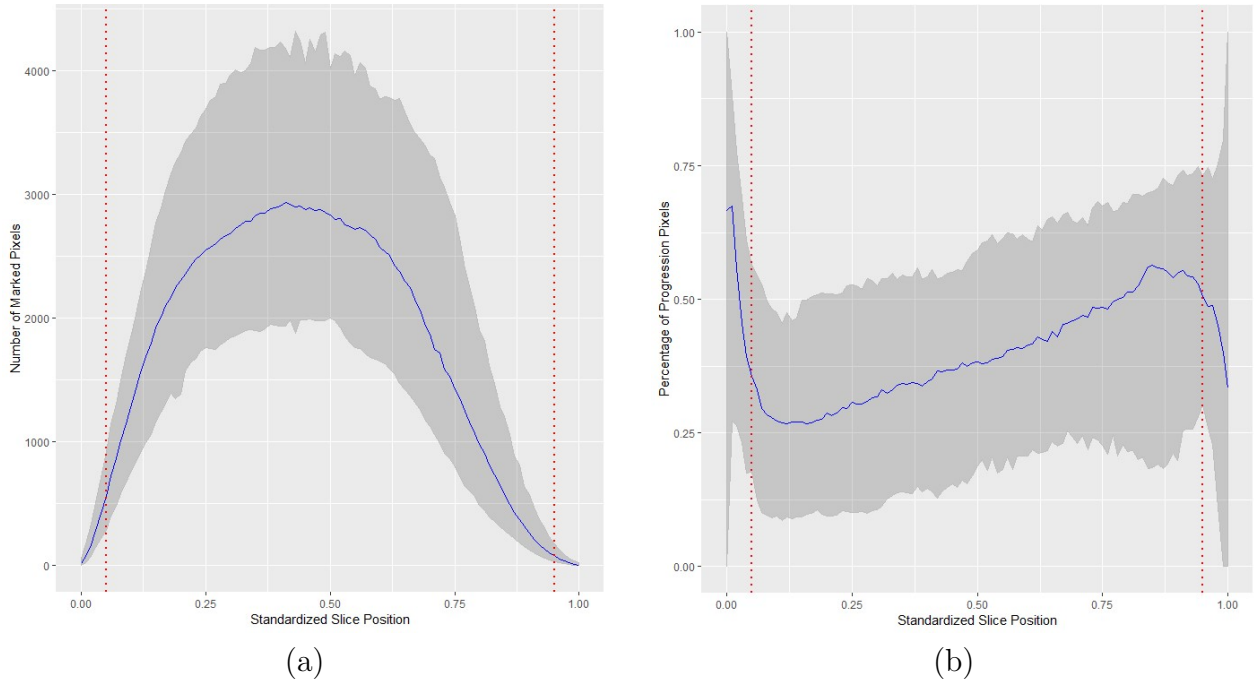 Number of Marked Pixels
4000
3000
2000
1000
0
0.00 0.25 0.50 0.75 1.00
Standardized Slice Position
(a)
Percentage of Progression Pixels
1.00
0.75
0.50
0.25
0.00
0.00 0.25 0.50 0.75 1.00
Standardized Slice Position
(b)